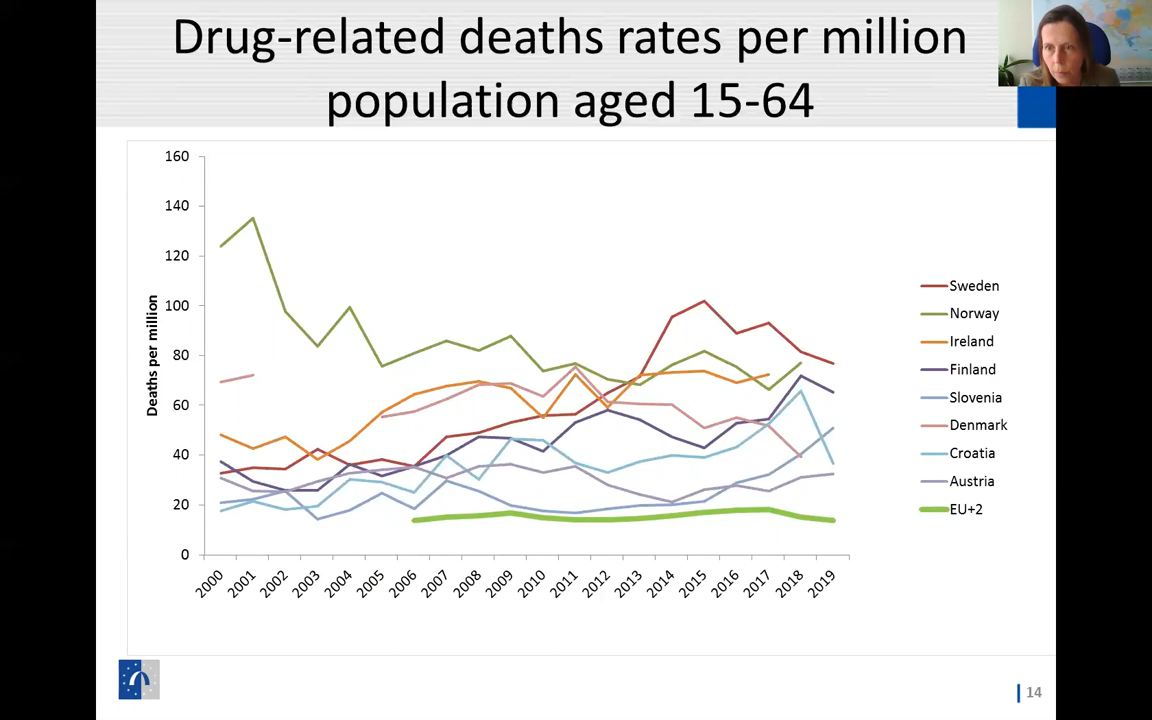 Drug-related deaths rates per million
population aged 15-64
160
140
120
100
80
60
40
20
0
Deaths per million
2000 2001 2002 2003 2004 2005 2006 2007 2008 2009 2010 2011 2012 2013 2014 2015 2016 2017 2018 2019
Sweden
Norway
Ireland
Finland
Slovenia
Denmark
Croatia
Austria
EU+2
14